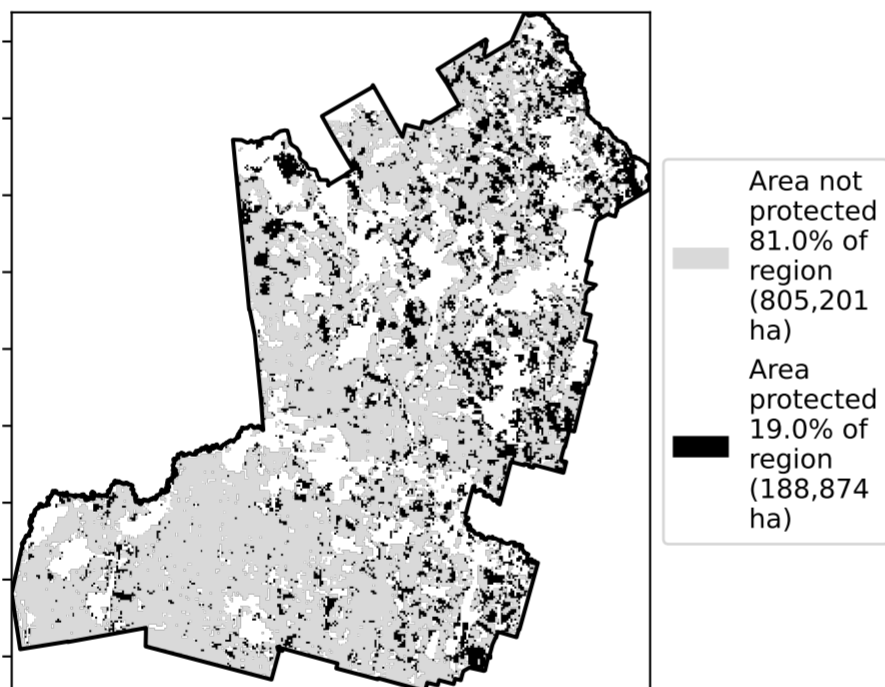 Area not
protected
81.0% of
region
(805,201
ha)
Area
protected
19.0% of
region
(188,874
ha)